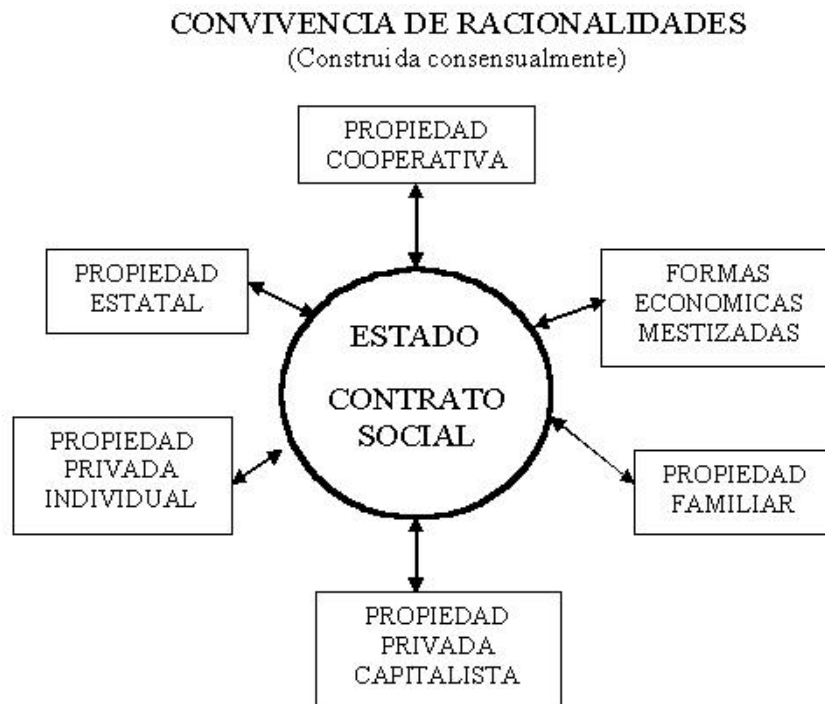 CONVIVENCIA DE RACIONALIDADES
(Construida consensualmente)
PROPIEDAD
COOPERATIVA
PROPIEDAD
ESTATAL
FORMAS
ECONOMICAS
MESTIZADAS
ESTADO
CONTRATO
SOCIAL
PROPIEDAD
PRIVADA
INDIVIDUAL
PROPIEDAD
FAMILIAR
PROPIEDAD
PRIVADA
CAPITALISTA